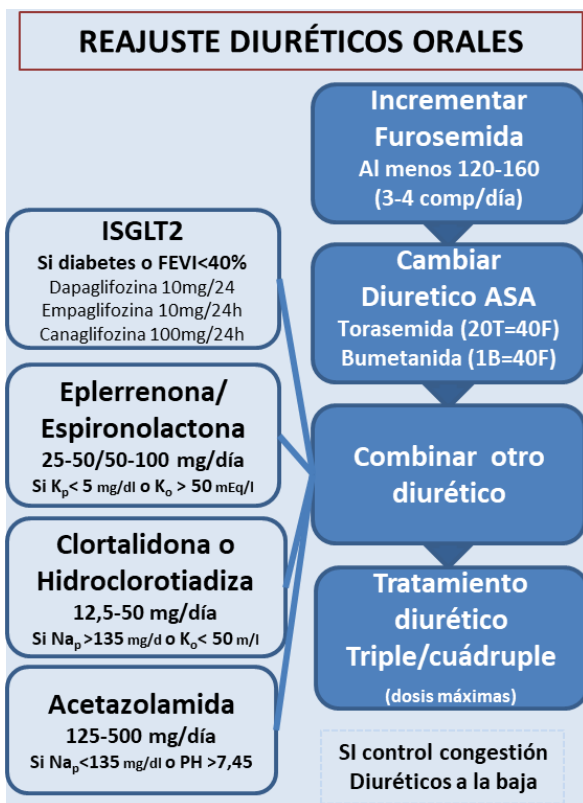 REAJUSTE DIURÉTICOS ORALES
Incrementar
Furosemida
Al menos 120-160
(3-4 comp/día)
Cambiar
Diuretico ASA
Torasemida (20T=40F)
Bumetanida (1B=40F)
Combinar otro
diurético
ISGLT2
Si diabetes o FEVI<40%
Dapaglifozina 10mg/24
Empaglifozina 10mg/24h
Canaglifozina 100mg/24h
Eplerrenona/
Espironolactona
25-50/50-100 mg/día
Si Kp< 5 mg/dl o Ko > 50 mEq/l
Clortalidona o
Hidroclorotiadiza
12,5-50 mg/día
Si Nap >135 mg/d o Ko< 50 m/l
Acetazolamida
125-500 mg/día
Si Nap<135 mg/dl o PH >7,45
Tratamiento
diurético
Triple/cuádruple
(dosis máximas)
SI control congestión
Diuréticos a la baja